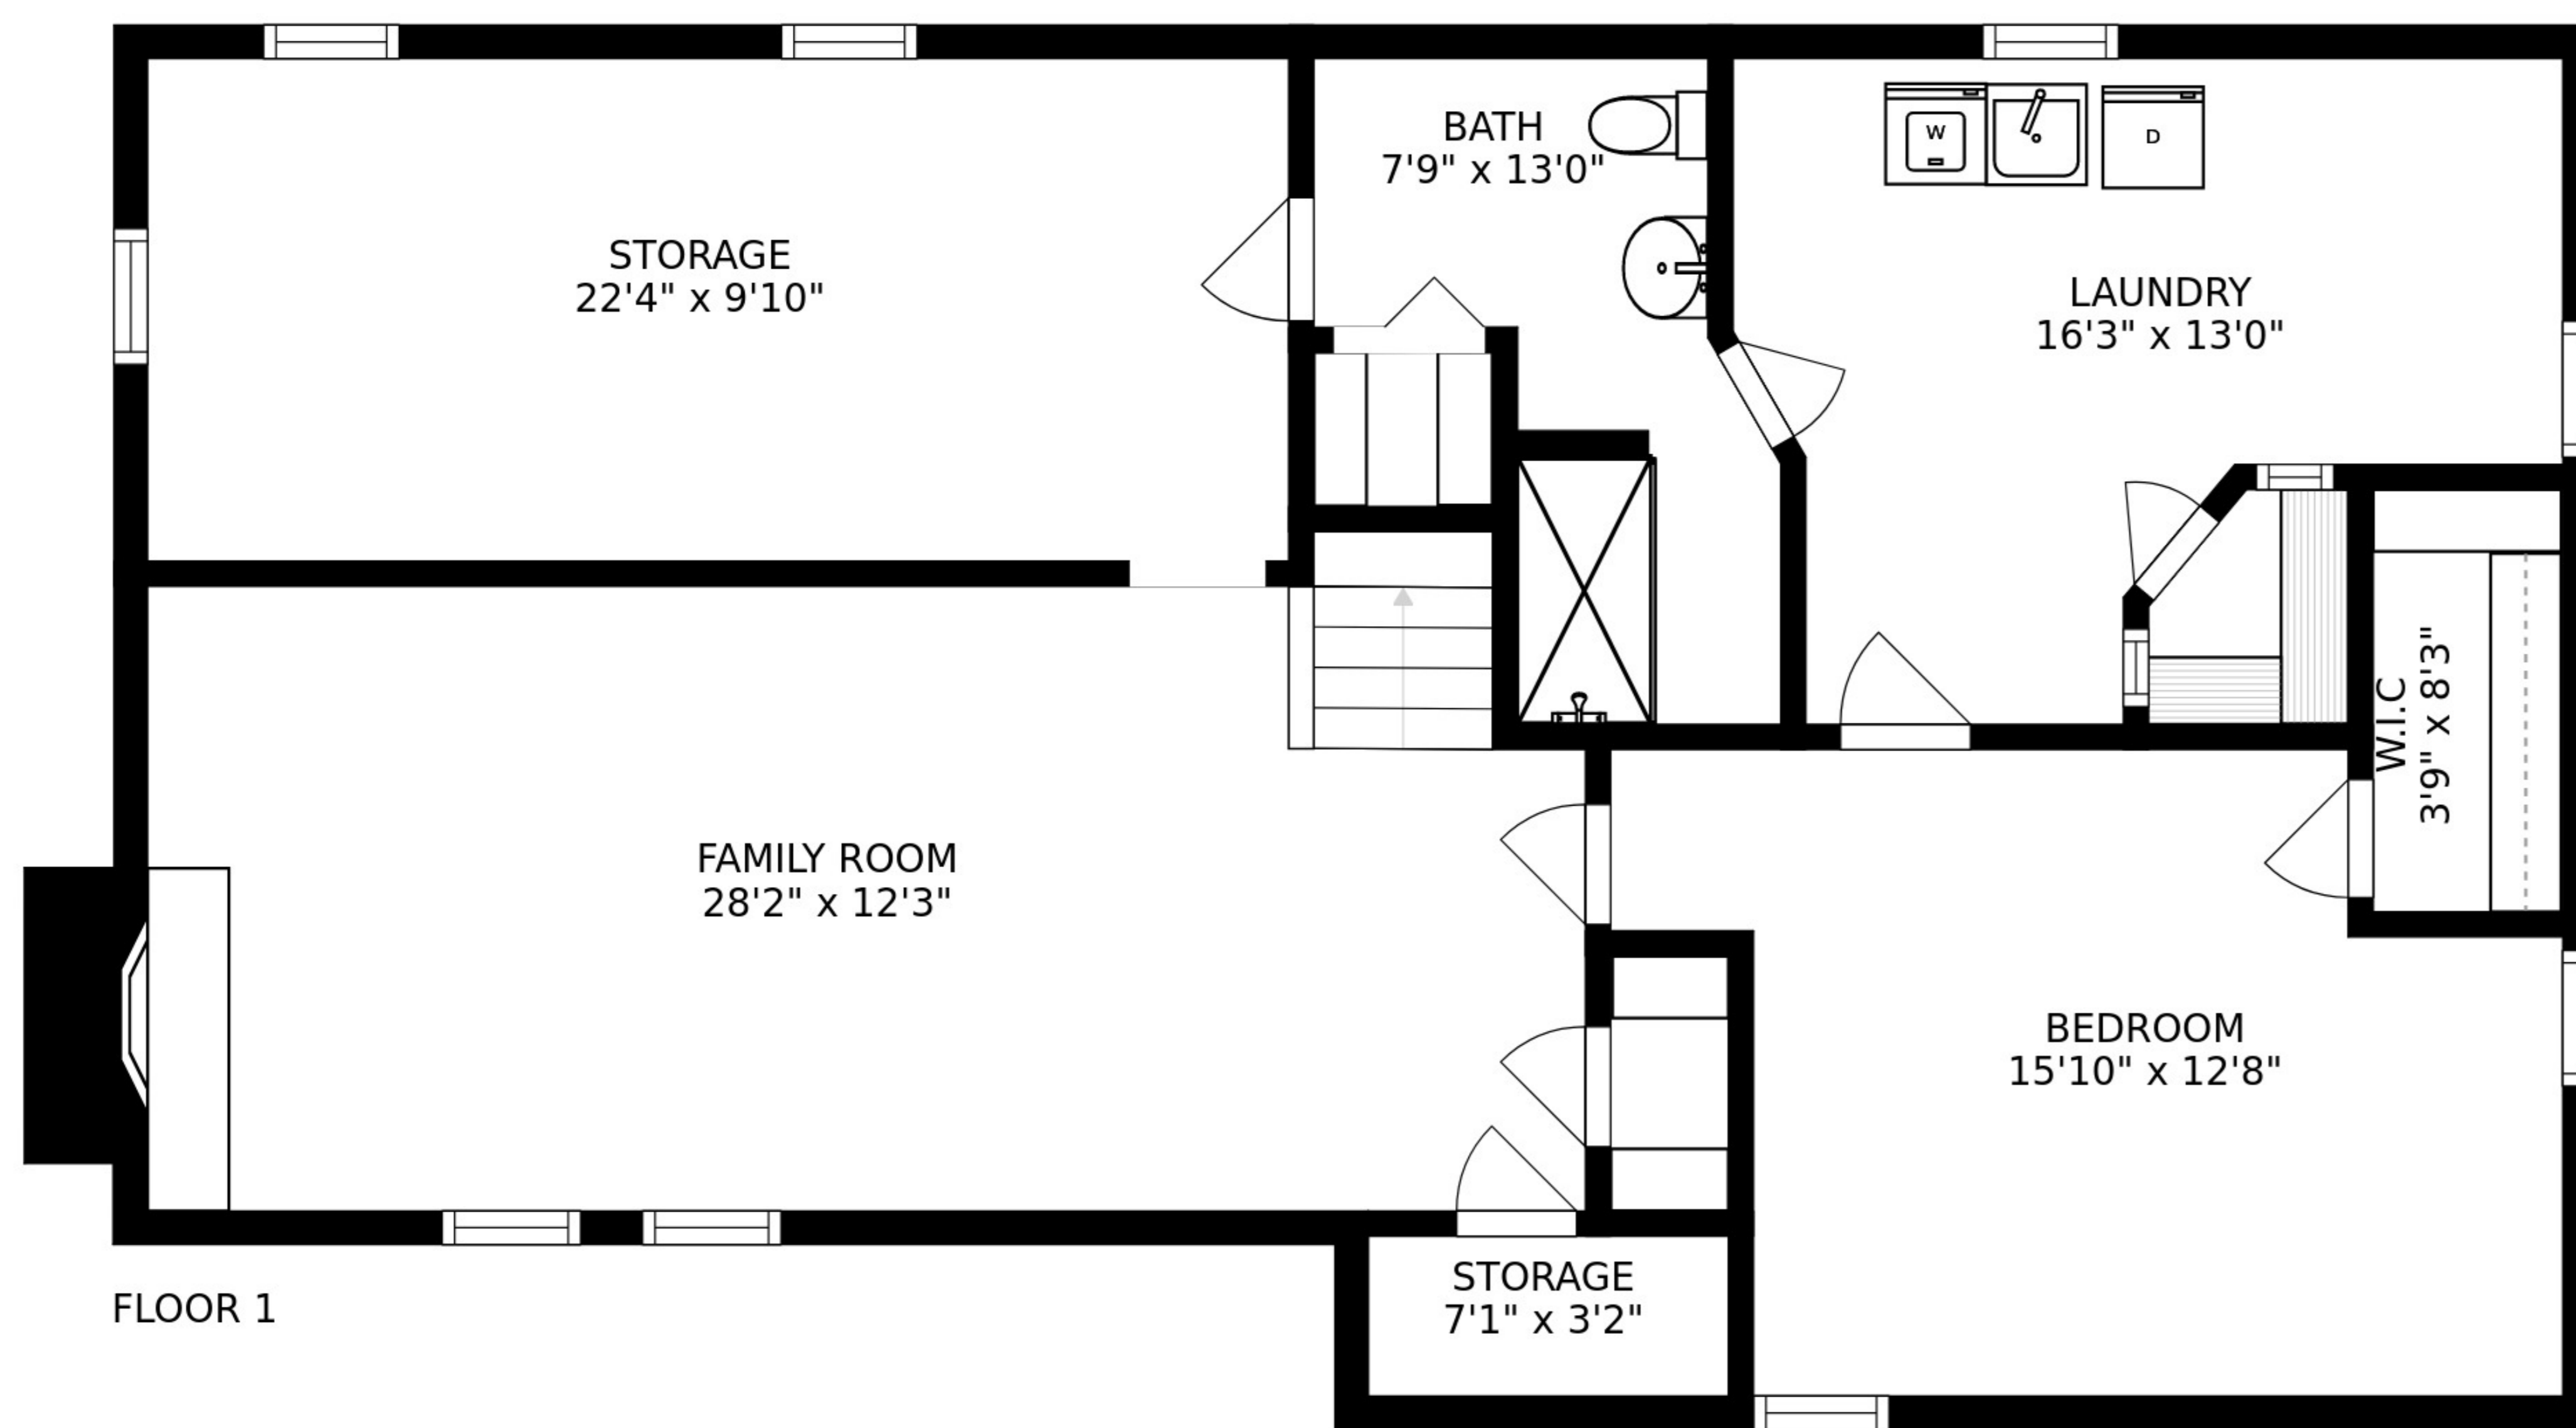 BATH
7'9" x 13'0"
W
D
STORAGE
22'4" x 9'10"
LAUNDRY
16'3" x 13'0"
W.I.C
3'9" x 8'3"
FAMILY ROOM
28'2" x 12'3"
BEDROOM
15'10" x 12'8"
STORAGE
7'1" x 3'2"
FLOOR 1